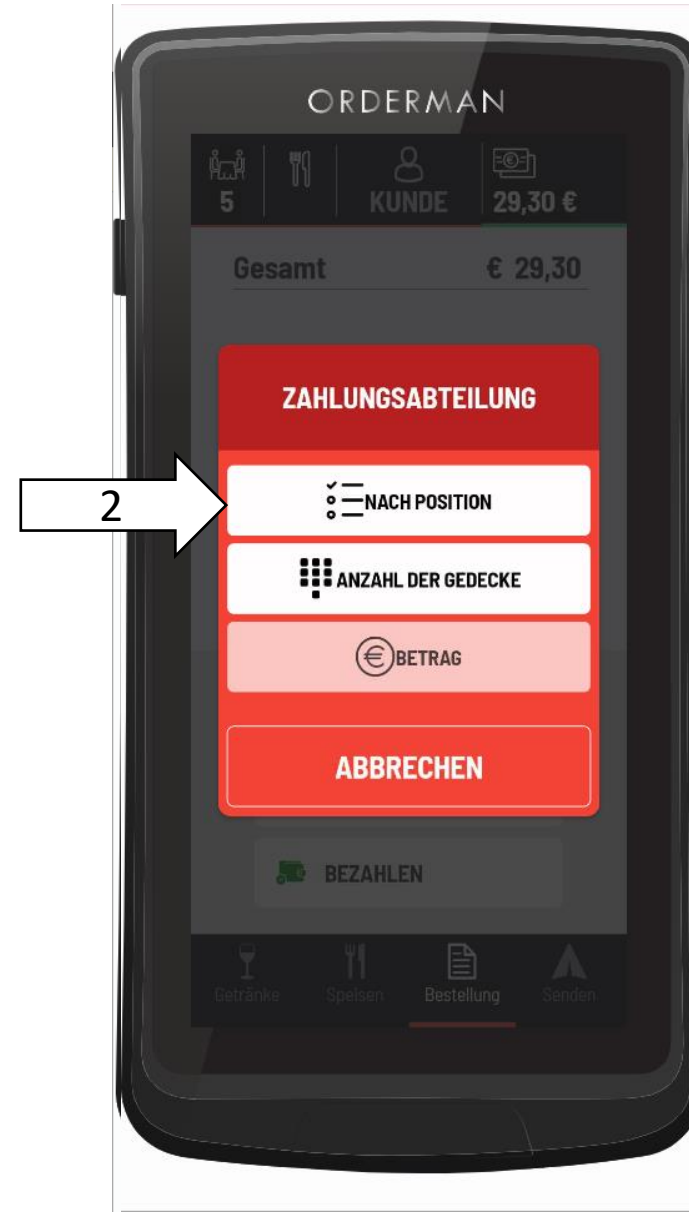 ORDERMAN
5
KUNDE
29,30 €
Gesamt € 29,30
ZAHLUNGSABTEILUNG
2
NACH POSITION
ANZAHL DER GEDECKE
€ BETRAG
ABBRECHEN
BEZAHLEN
Getränke Speisen Bestellung Senden